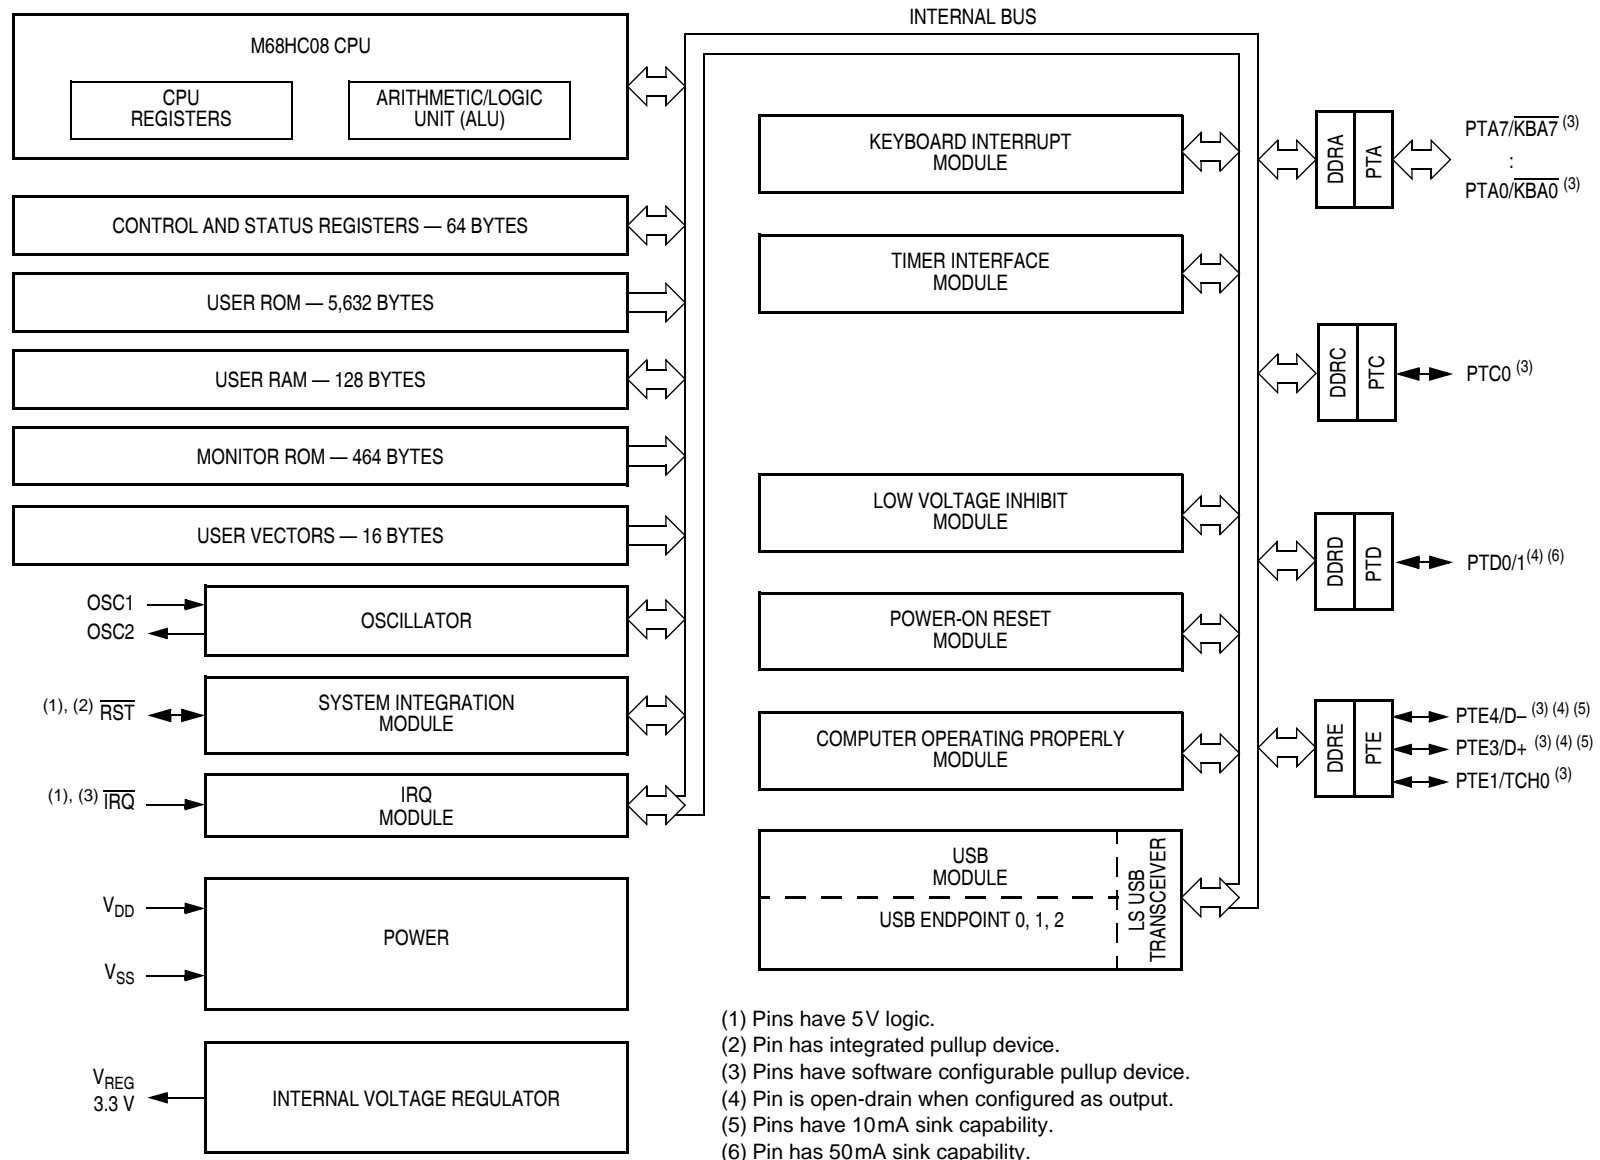 INTERNAL BUS
M68HC08 CPU
CPU
REGISTERS
ARITHMETIC/LOGIC
UNIT (ALU)
CONTROL AND STATUS REGISTERS — 64 BYTES
USER ROM — 5,632 BYTES
USER RAM — 128 BYTES
MONITOR ROM — 464 BYTES
USER VECTORS — 16 BYTES
OSC1
OSC2
OSCILLATOR
(1), (2) RST
SYSTEM INTEGRATION
MODULE
(1), (3) IRQ
IRQ
MODULE
VDD
VSS
POWER
VREG
3.3 V
INTERNAL VOLTAGE REGULATOR
KEYBOARD INTERRUPT
MODULE
TIMER INTERFACE
MODULE
LOW VOLTAGE INHIBIT
MODULE
POWER-ON RESET
MODULE
COMPUTER OPERATING PROPERLY
MODULE
USB
MODULE
USB ENDPOINT 0, 1, 2
LS USB
TRANSCEIVER
DDRA
PTA
PTA7/KBA7 (3)
:
PTA0/KBA0 (3)
DDRC
PTC
PTC0 (3)
DDRD
PTD
PTD0/1(4) (6)
DDRE
PTE
PTE4/D– (3) (4) (5)
PTE3/D+ (3) (4) (5)
PTE1/TCH0 (3)
(1) Pins have 5V logic.
(2) Pin has integrated pullup device.
(3) Pins have software configurable pullup device.
(4) Pin is open-drain when configured as output.
(5) Pins have 10mA sink capability.
(6) Pin has 50mA sink capability.